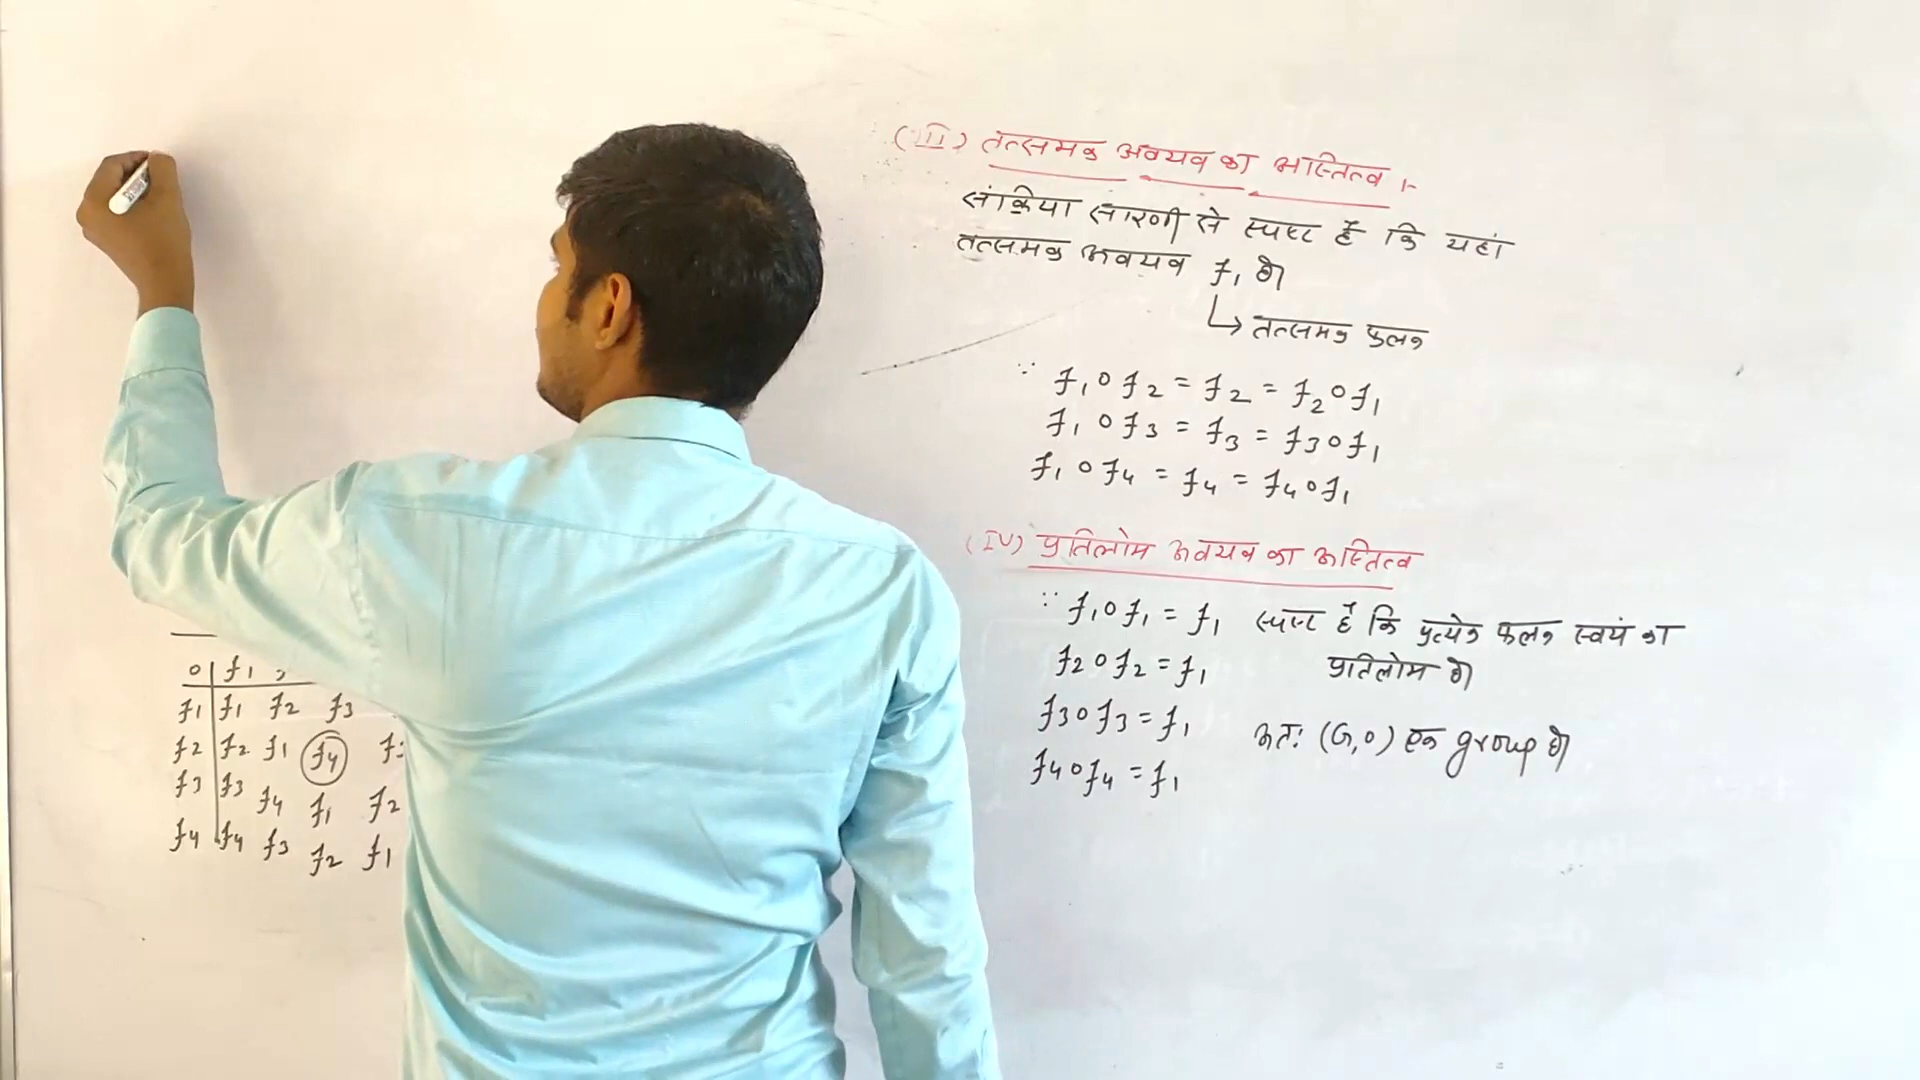 (III) तत्समक अवयव का अस्तित्व :-
संक्रिया सारणी से स्पष्ट है कि यहां
तत्समक अवयव f₁ है।
↳ तत्समक फलन
∵ f₁ o f₂ = f₂ = f₂ o f₁
f₁ o f₃ = f₃ = f₃ o f₁
f₁ o f₄ = f₄ = f₄ o f₁
(IV) प्रतिलोम अवयव का अस्तित्व
∵ f₁ o f₁ = f₁ स्पष्ट है कि प्रत्येक फलन स्वयं का
f₂ o f₂ = f₁ प्रतिलोम है।
f₃ o f₃ = f₁ अतः (G, o) एक group है।
f₄ o f₄ = f₁
o f₁
f₁ f₁ f₂ f₃
f₂ f₂ f₁ f₄
f₃ f₃ f₄ f₁ f₂
f₄ f₄ f₃ f₂ f₁